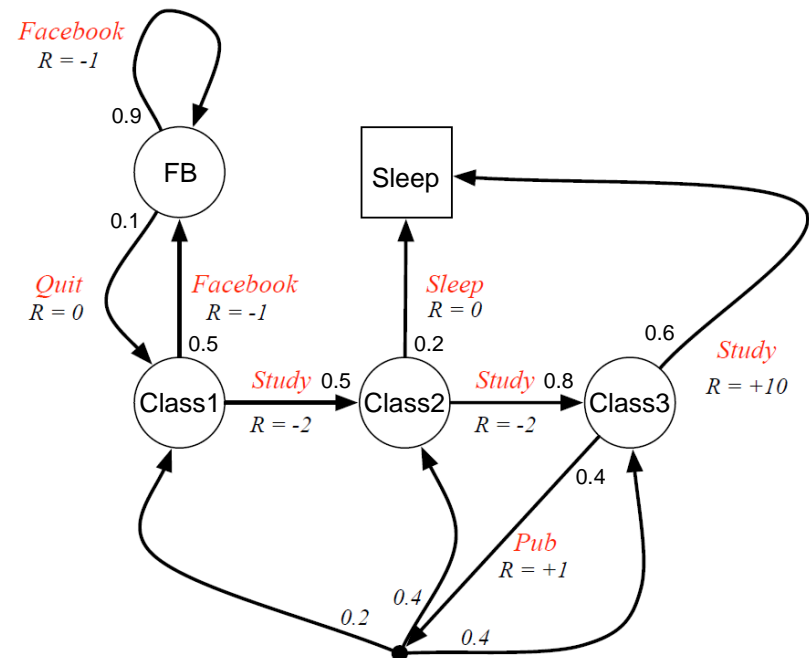 Facebook
R = -1
0.9
FB
Sleep
0.1
Quit
R = 0
Facebook
R = -1
Sleep
R = 0
0.5
0.2
0.6
Study
R = +10
Class1
Study 0.5
R = -2
Class2
Study 0.8
R = -2
Class3
0.4
Pub
R = +1
0.2
0.4
0.4